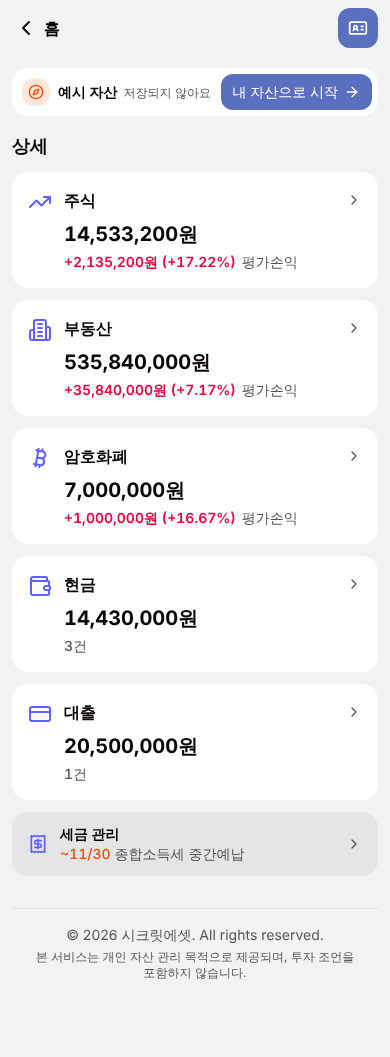 홈
예시 자산 저장되지 않아요 내 자산으로 시작
상세
주식
14,533,200원
+2,135,200원 (+17.22%) 평가손익
부동산
535,840,000원
+35,840,000원 (+7.17%) 평가손익
암호화폐
7,000,000원
+1,000,000원 (+16.67%) 평가손익
현금
14,430,000원
3건
대출
20,500,000원
1건
세금 관리
~11/30 종합소득세 중간예납
© 2026 시크릿에셋. All rights reserved.
본 서비스는 개인 자산 관리 목적으로 제공되며, 투자 조언을
포함하지 않습니다.